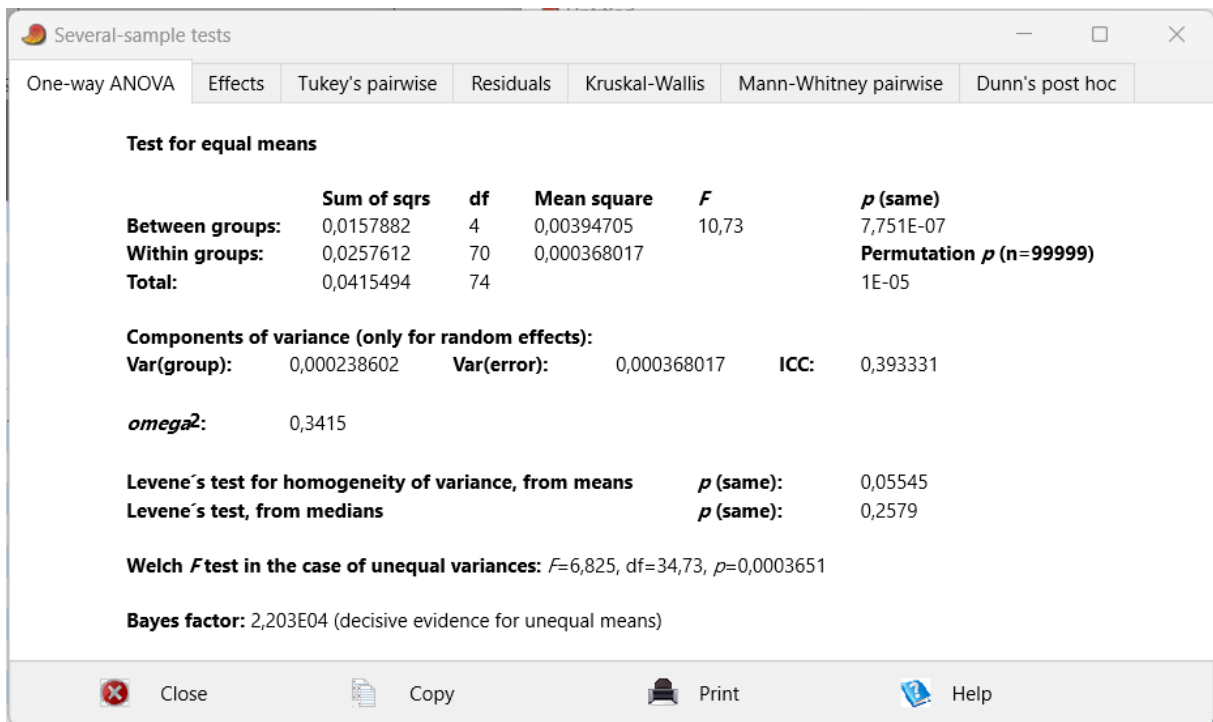 Several-sample tests
One-way ANOVA Effects Tukey's pairwise Residuals Kruskal-Wallis Mann-Whitney pairwise Dunn's post hoc
Test for equal means
Sum of sqrs df Mean square F p (same)
Between groups: 0,0157882 4 0,00394705 10,73 7,751E-07
Within groups: 0,0257612 70 0,000368017 Permutation p (n=99999)
Total: 0,0415494 74 1E-05
Components of variance (only for random effects):
Var(group): 0,000238602 Var(error): 0,000368017 ICC: 0,393331
omega2: 0,3415
Levene´s test for homogeneity of variance, from means p (same): 0,05545
Levene´s test, from medians p (same): 0,2579
Welch F test in the case of unequal variances: F=6,825, df=34,73, p=0,0003651
Bayes factor: 2,203E04 (decisive evidence for unequal means)
Close Copy Print Help